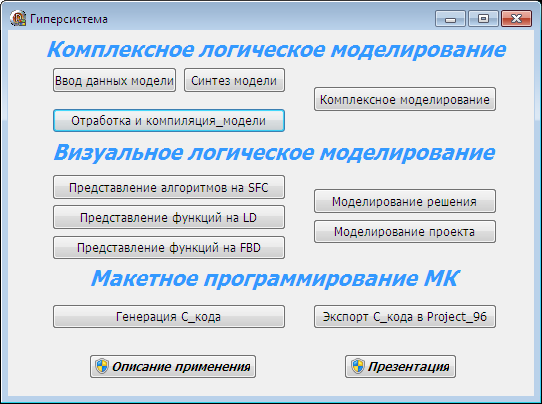 Гиперсистема
Комплексное логическое моделирование
Ввод данных модели
Синтез модели
Комплексное моделирование
Отработка и компиляция_модели
Визуальное логическое моделирование
Представление алгоритмов на SFC
Моделирование решения
Представление функций на LD
Моделирование проекта
Представление функций на FBD
Макетное программирование МК
Генерация С_кода
Экспорт С_кода в Project_96
Описание применения
Презентация